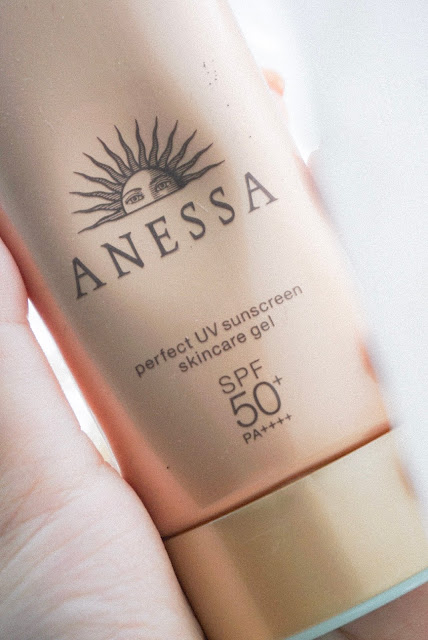 ANESSA
perfect UV sunscreen
skincare gel
SPF
50+
PA++++